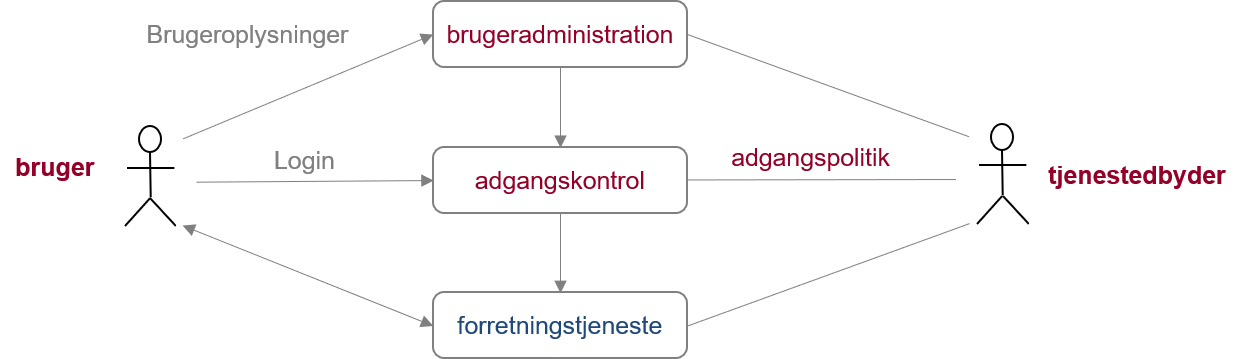 Brugeroplysninger
brugeradministration
bruger
Login
adgangskontrol
adgangspolitik
tjenestedbyder
forretningstjeneste